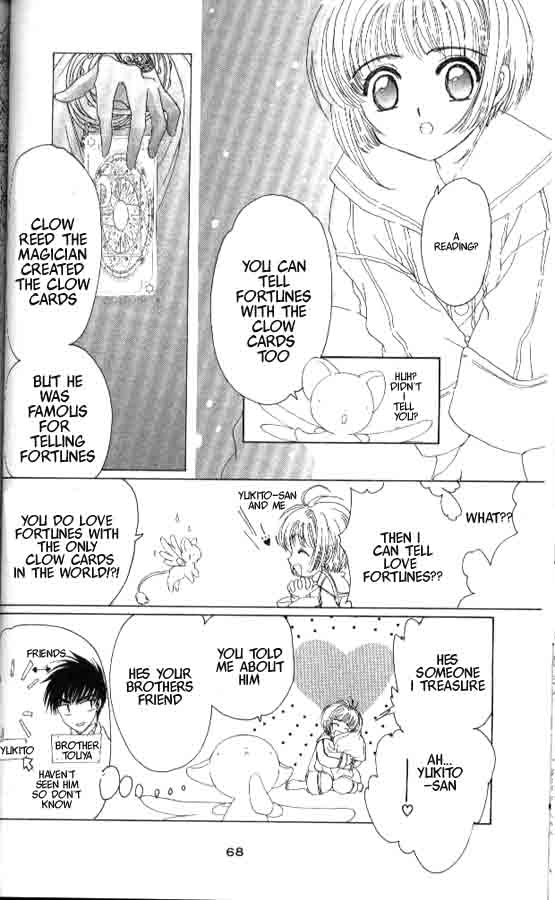 A
READING?
YOU CAN
TELL
FORTUNES
WITH THE
CLOW
CARDS
TOO
HUH?
DIDN'T
I
TELL
YOU?
CLOW
REED THE
MAGICIAN
CREATED
THE CLOW
CARDS
BUT HE
WAS
FAMOUS
FOR
TELLING
FORTUNES
WHAT??
THEN I
CAN TELL
LOVE
FORTUNES??
YUKITO-SAN
AND ME
YOU DO LOVE
FORTUNES WITH
THE ONLY
CLOW CARDS
IN THE WORLD!?!
HES
SOMEONE
I TREASURE
AH...
YUKITO
-SAN
YOU TOLD
ME ABOUT
HIM
HES YOUR
BROTHERS
FRIEND
FRIENDS
YUKITO
BROTHER
TOUYA
HAVEN'T
SEEN HIM
SO DON'T
KNOW
68